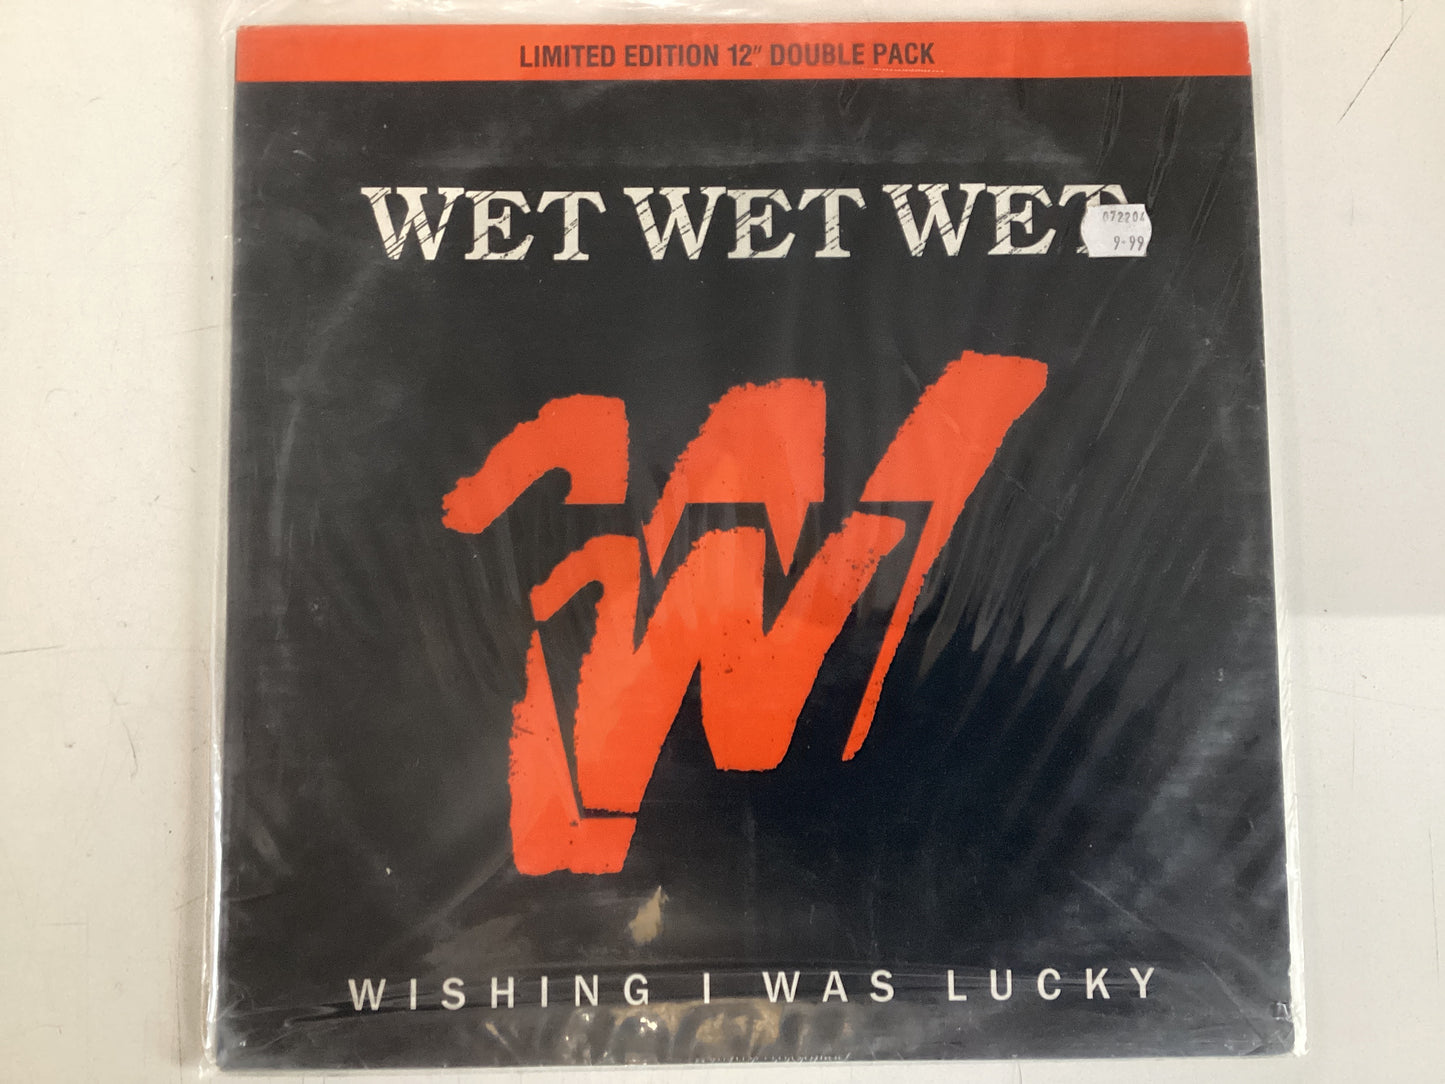 LIMITED EDITION 12" DOUBLE PACK
WET WET WET
072204
9-99
W
WISHING I WAS LUCKY